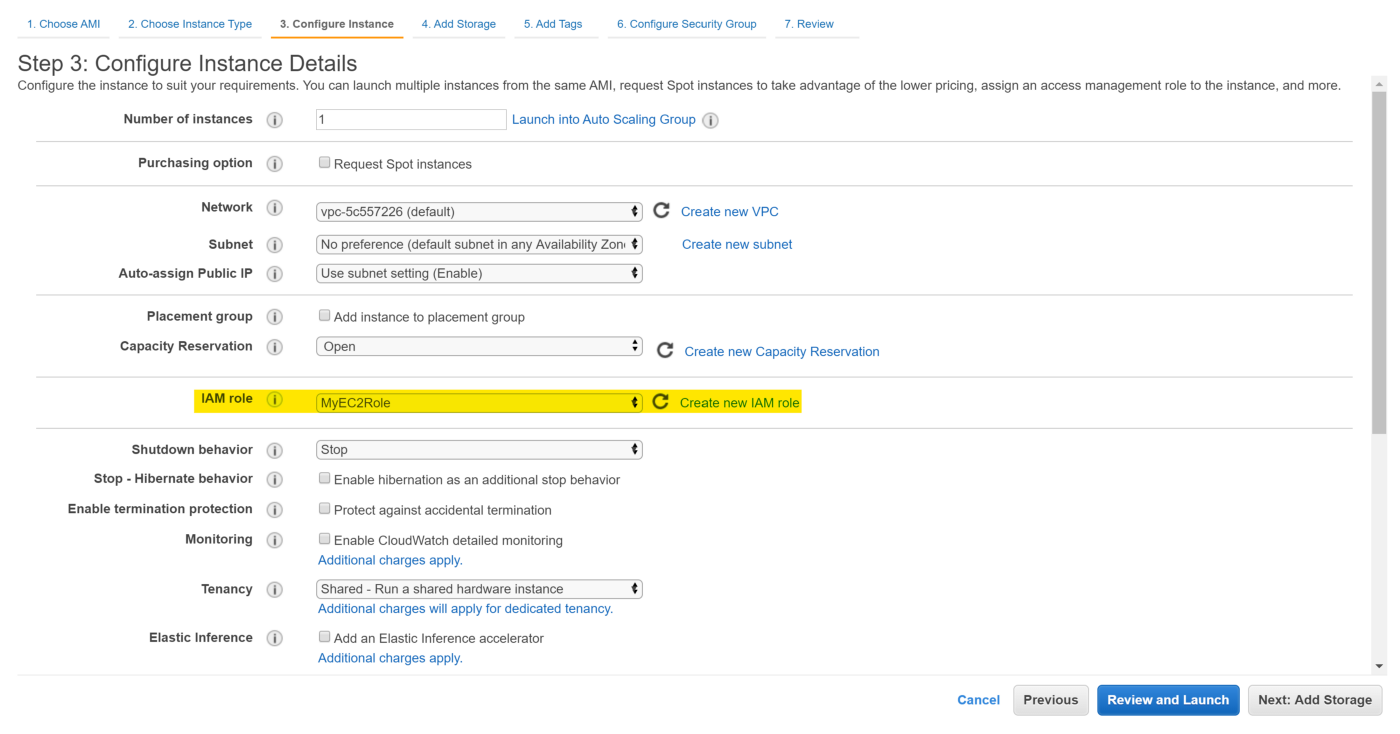 1. Choose AMI 2. Choose Instance Type 3. Configure Instance 4. Add Storage 5. Add Tags 6. Configure Security Group 7. Review
Step 3: Configure Instance Details
Configure the instance to suit your requirements. You can launch multiple instances from the same AMI, request Spot instances to take advantage of the lower pricing, assign an access management role to the instance, and more.
Number of instances i 1 Launch into Auto Scaling Group i
Purchasing option i Request Spot instances
Network i vpc-5c557226 (default) Create new VPC
Subnet i No preference (default subnet in any Availability Zon Create new subnet
Auto-assign Public IP i Use subnet setting (Enable)
Placement group i Add instance to placement group
Capacity Reservation i Open Create new Capacity Reservation
IAM role i MyEC2Role Create new IAM role
Shutdown behavior i Stop
Stop - Hibernate behavior i Enable hibernation as an additional stop behavior
Enable termination protection i Protect against accidental termination
Monitoring i Enable CloudWatch detailed monitoring
Additional charges apply.
Tenancy i Shared - Run a shared hardware instance
Additional charges will apply for dedicated tenancy.
Elastic Inference i Add an Elastic Inference accelerator
Additional charges apply.
Cancel Previous Review and Launch Next: Add Storage